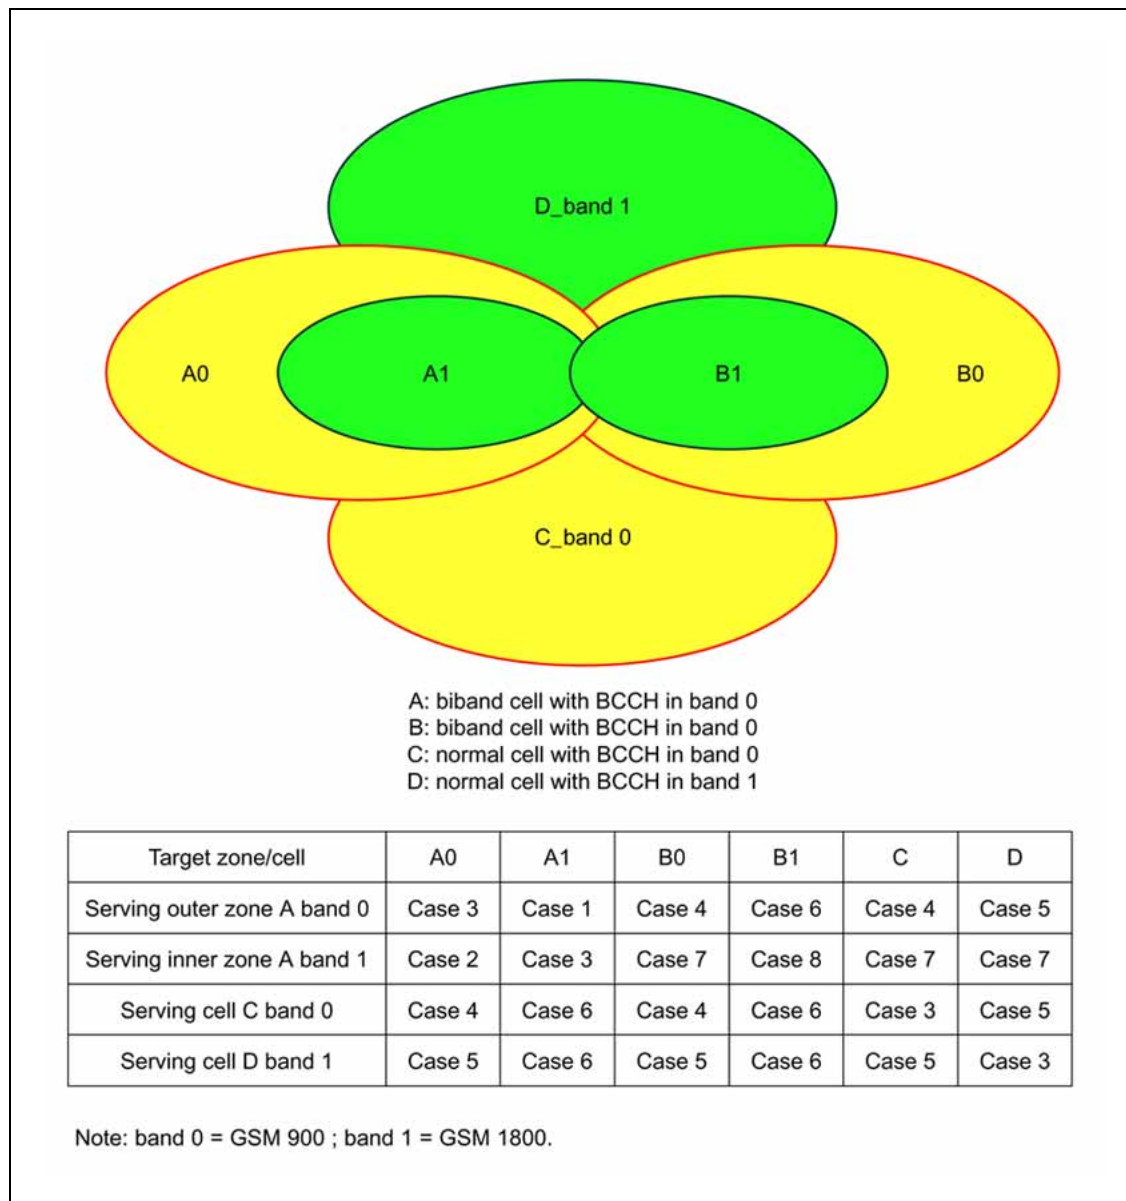 D_band 1
A0 A1 B1 B0
C_band 0
A: biband cell with BCCH in band 0
B: biband cell with BCCH in band 0
C: normal cell with BCCH in band 0
D: normal cell with BCCH in band 1
Target zone/cell A0 A1 B0 B1 C D
Serving outer zone A band 0 Case 3 Case 1 Case 4 Case 6 Case 4 Case 5
Serving inner zone A band 1 Case 2 Case 3 Case 7 Case 8 Case 7 Case 7
Serving cell C band 0 Case 4 Case 6 Case 4 Case 6 Case 3 Case 5
Serving cell D band 1 Case 5 Case 6 Case 5 Case 6 Case 5 Case 3
Note: band 0 = GSM 900 ; band 1 = GSM 1800.